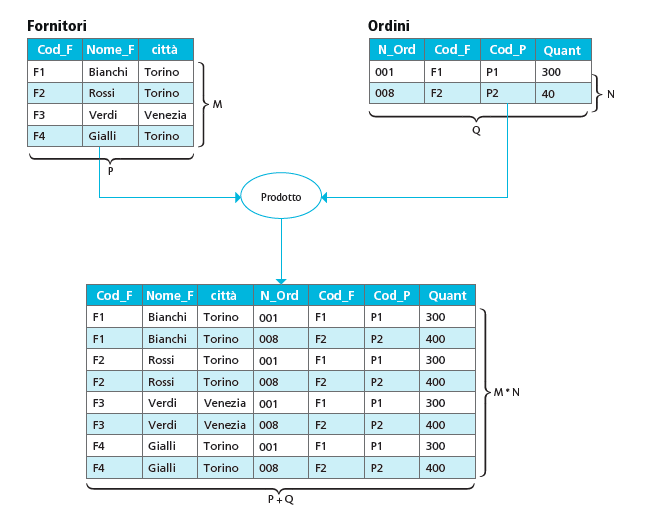 Fornitori
Cod_F Nome_F città
F1 Bianchi Torino
F2 Rossi Torino
F3 Verdi Venezia
F4 Gialli Torino
M
P
Ordini
N_Ord Cod_F Cod_P Quant
001 F1 P1 300
008 F2 P2 40
N
Q
Prodotto
Cod_F Nome_F città N_Ord Cod_F Cod_P Quant
F1 Bianchi Torino 001 F1 P1 300
F1 Bianchi Torino 008 F2 P2 400
F2 Rossi Torino 001 F1 P1 300
F2 Rossi Torino 008 F2 P2 400
F3 Verdi Venezia 001 F1 P1 300
F3 Verdi Venezia 008 F2 P2 400
F4 Gialli Torino 001 F1 P1 300
F4 Gialli Torino 008 F2 P2 400
M * N
P + Q